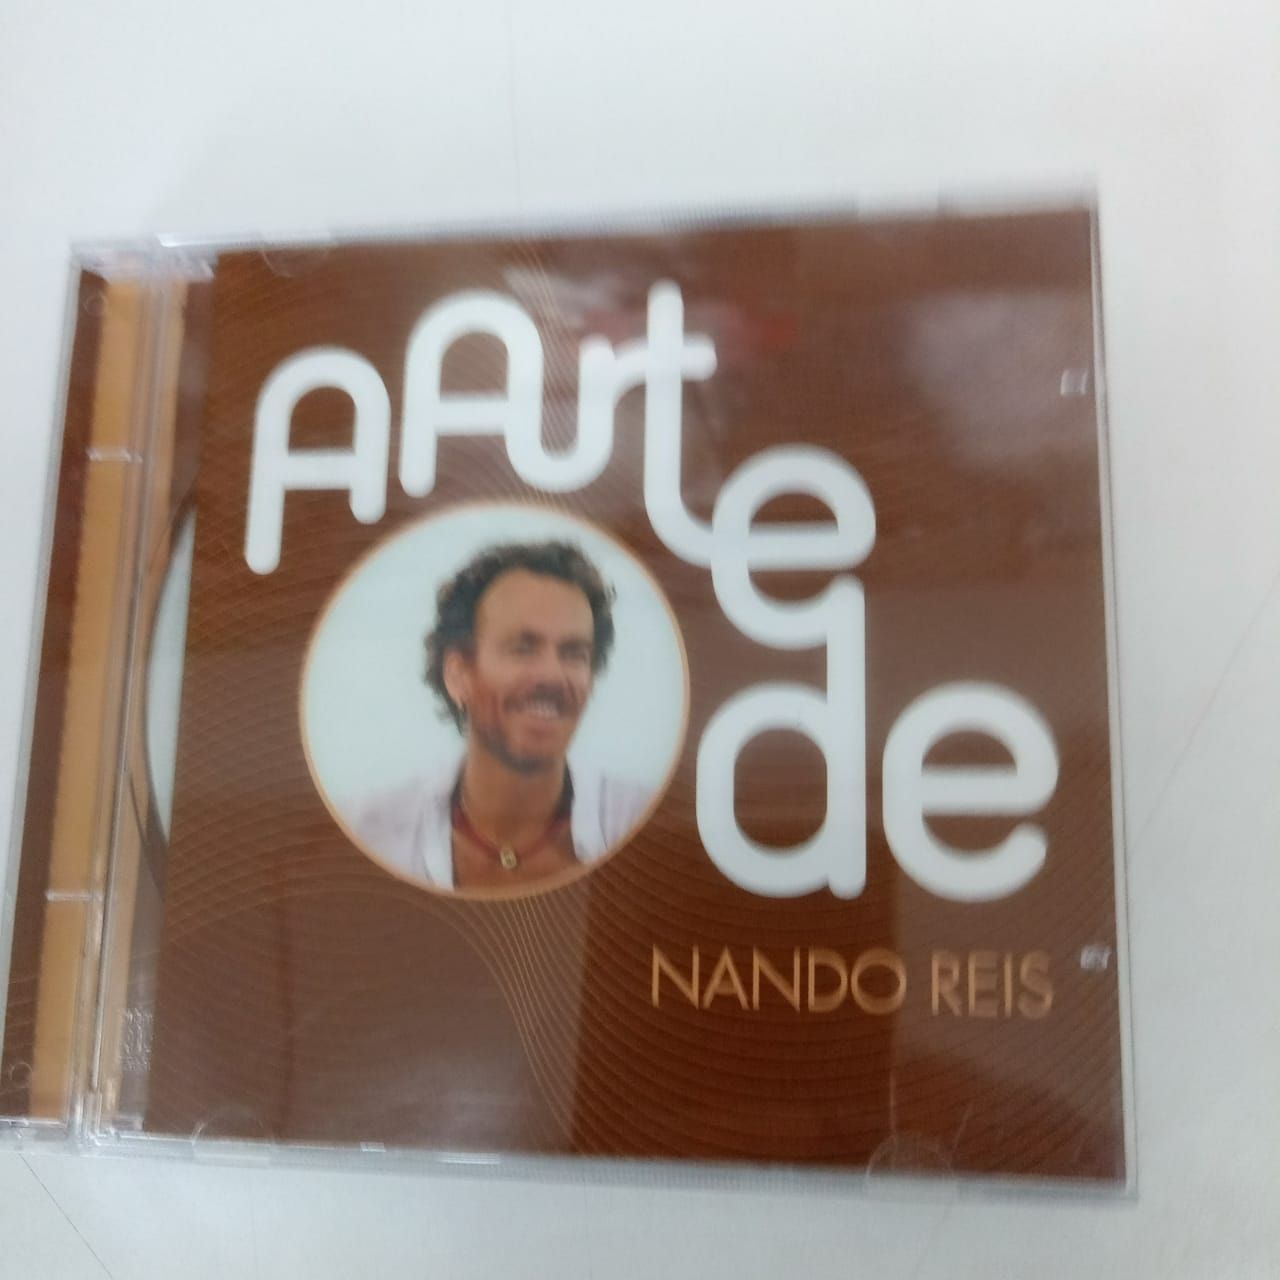 A Arte
de
NANDO REIS